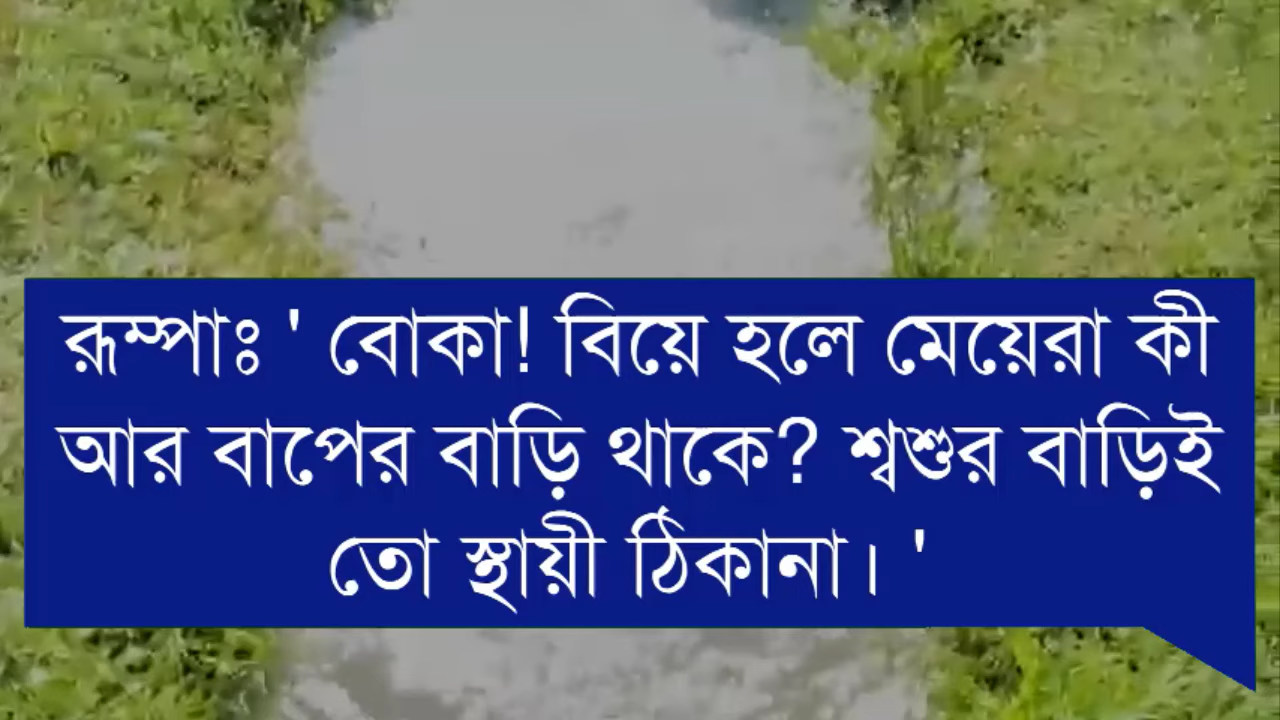 রূম্পাঃ ' বোকা! বিয়ে হলে মেয়েরা কী
আর বাপের বাড়ি থাকে? শ্বশুর বাড়িই
তো স্থায়ী ঠিকানা। '